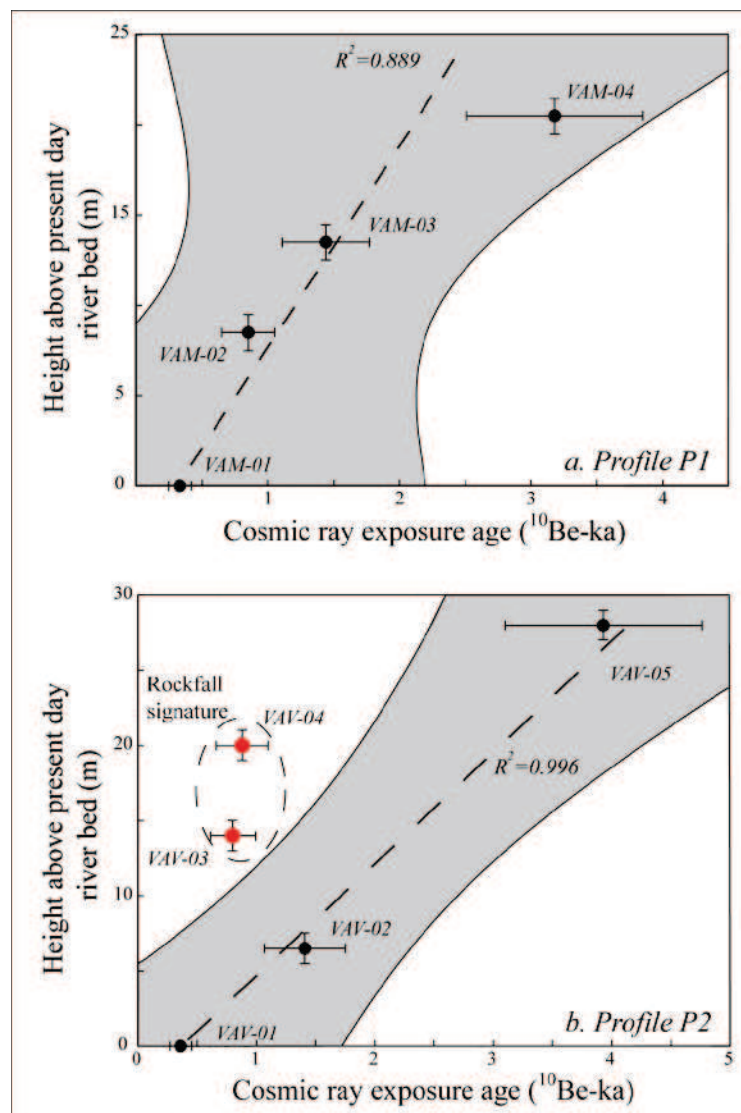 25
R²=0.889
VAM-04
VAM-03
15
VAM-02
5
VAM-01
0
a. Profile P1
1 2 3 4
Height above present day
river bed (m)
Cosmic ray exposure age (¹⁰Be-ka)
30
Rockfall
signature
VAV-04
VAV-05
20
R²=0.996
VAV-03
10
VAV-02
VAV-01
0
b. Profile P2
0 1 2 3 4 5
Height above present day
river bed (m)
Cosmic ray exposure age (¹⁰Be-ka)